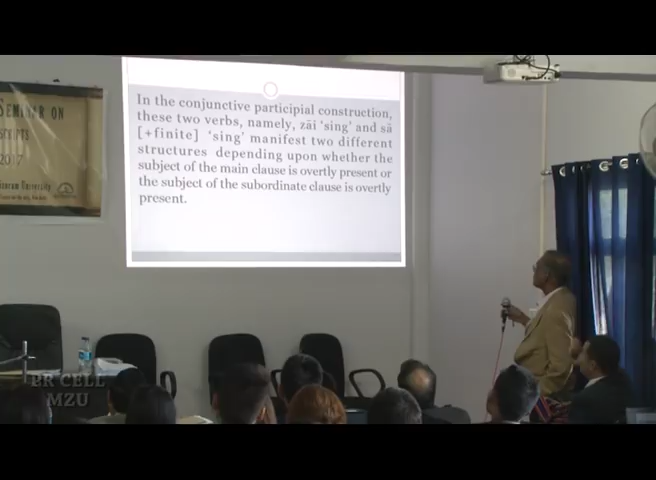 SEMINAR ON
SCRIPTS
2017
Mizoram University
In the conjunctive participial construction,
these two verbs, namely, zāi ‘sing’ and sā
[+finite] ‘sing’ manifest two different
structures depending upon whether the
subject of the main clause is overtly present or
the subject of the subordinate clause is overtly
present.
PR CELL
MZU